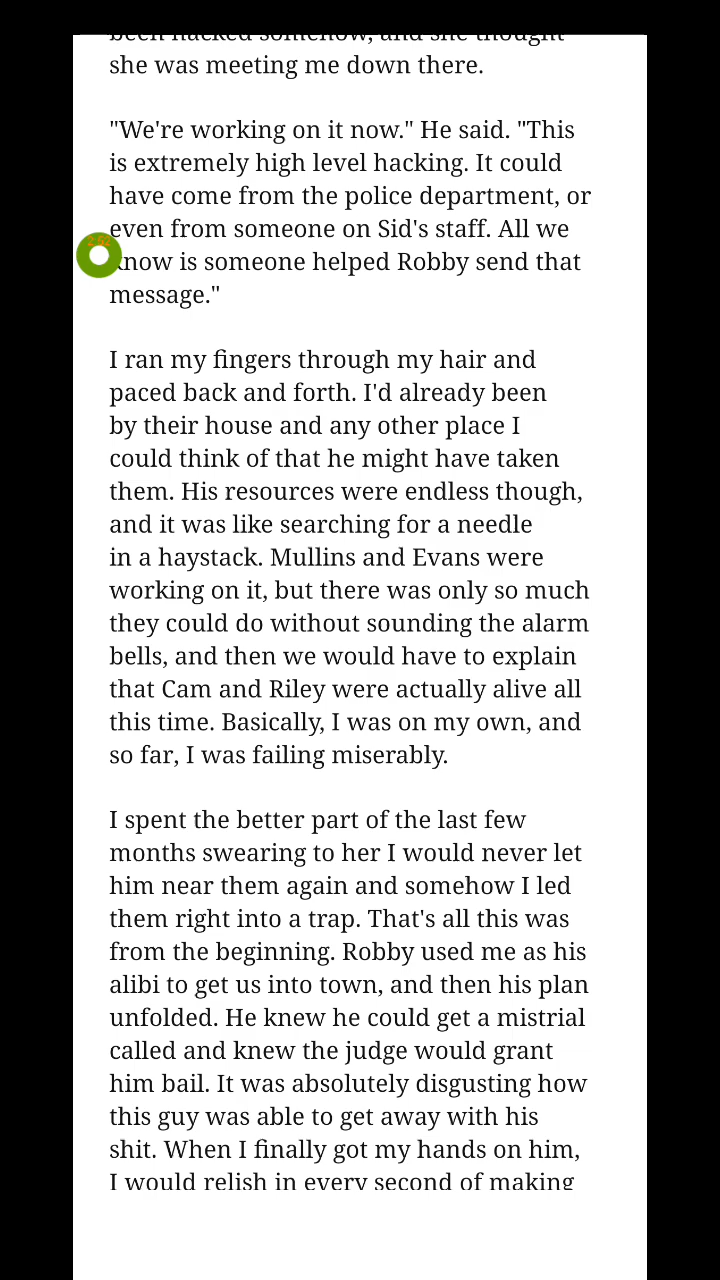 been hacked somehow, and she thought
she was meeting me down there.
"We're working on it now." He said. "This
is extremely high level hacking. It could
have come from the police department, or
even from someone on Sid's staff. All we
know is someone helped Robby send that
message."
I ran my fingers through my hair and
paced back and forth. I'd already been
by their house and any other place I
could think of that he might have taken
them. His resources were endless though,
and it was like searching for a needle
in a haystack. Mullins and Evans were
working on it, but there was only so much
they could do without sounding the alarm
bells, and then we would have to explain
that Cam and Riley were actually alive all
this time. Basically, I was on my own, and
so far, I was failing miserably.
I spent the better part of the last few
months swearing to her I would never let
him near them again and somehow I led
them right into a trap. That's all this was
from the beginning. Robby used me as his
alibi to get us into town, and then his plan
unfolded. He knew he could get a mistrial
called and knew the judge would grant
him bail. It was absolutely disgusting how
this guy was able to get away with his
shit. When I finally got my hands on him,
I would relish in every second of making